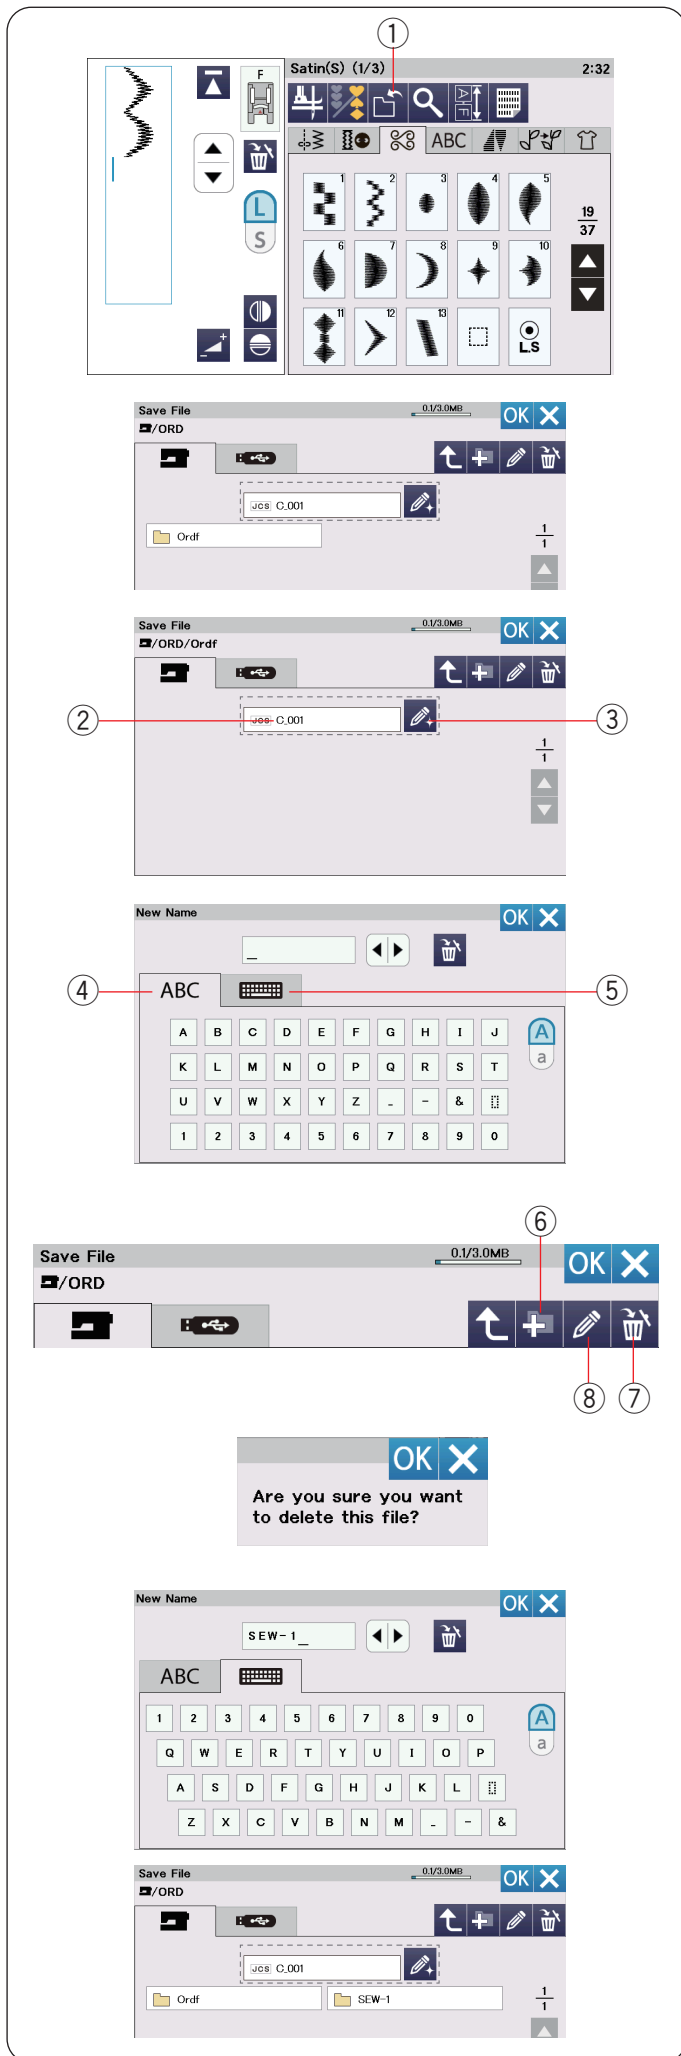 ①
Satin(S) (1/3) 2:32
F
ABC
L
S
1 2 3 4 5
19
37
6 7 8 9 10
11 12 13
L.S
Save File 0.1/3.0MB OK
/ORD
JCS C_001
Ordf
1
1
Save File 0.1/3.0MB OK
/ORD/Ordf
② JCS C_001 ③
1
1
New Name OK
_
④ ABC ⑤
A B C D E F G H I J A
a
K L M N O P Q R S T
U V W X Y Z _ - &
1 2 3 4 5 6 7 8 9 0
⑥
Save File 0.1/3.0MB OK
/ORD
⑧ ⑦
OK
Are you sure you want
to delete this file?
New Name OK
SEW-1_
ABC
1 2 3 4 5 6 7 8 9 0 A
a
Q W E R T Y U I O P
A S D F G H J K L
Z X C V B N M _ - &
Save File 0.1/3.0MB OK
/ORD
JCS C_001
Ordf SEW-1
1
1